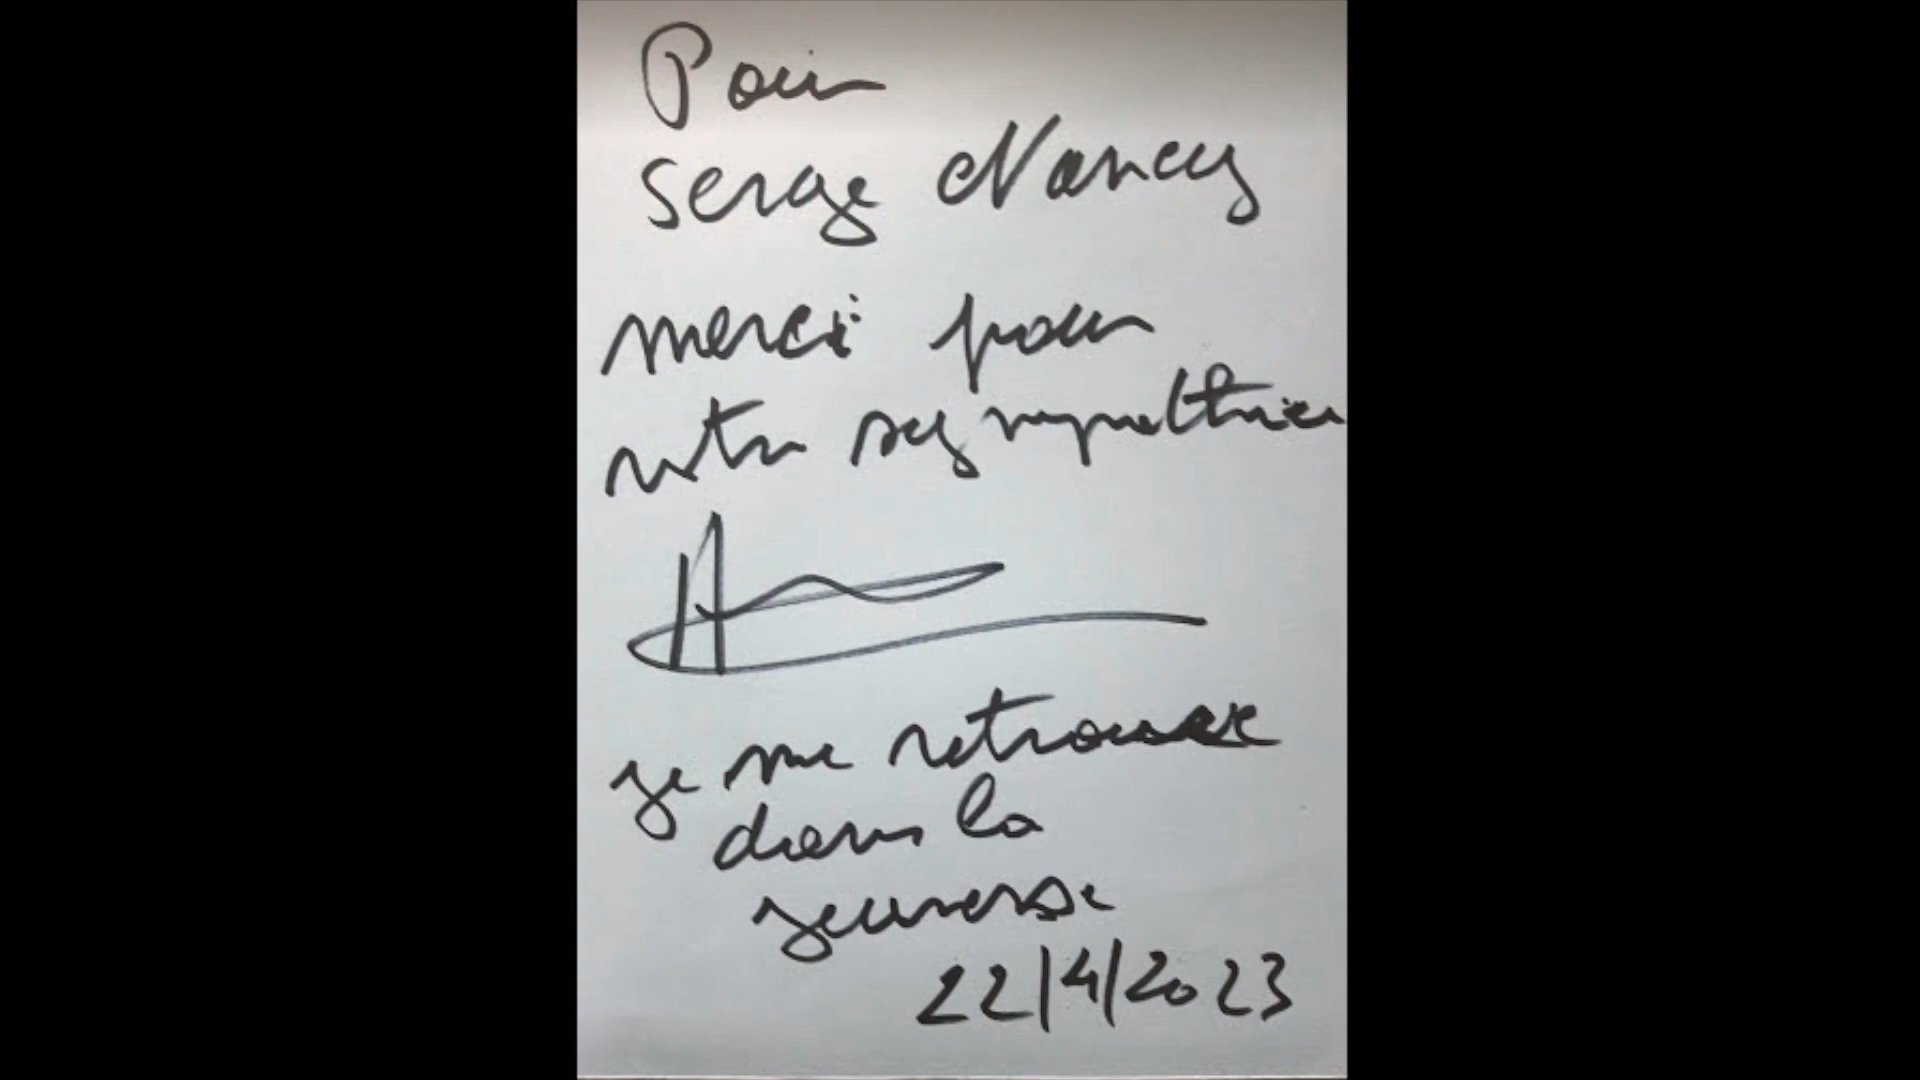 Pour
Serge Nancy
merci pour
votre sympathie
je me retrouve
dans la
jeunesse
22/4/2023